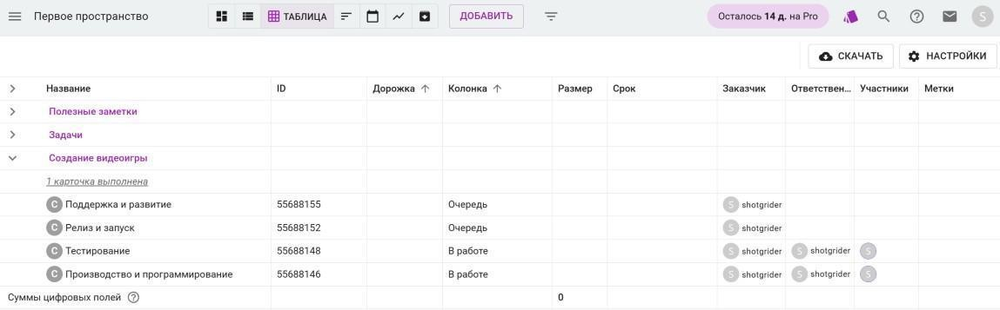 Первое пространство ТАБЛИЦА ДОБАВИТЬ Осталось 14 д. на Pro S
СКАЧАТЬ НАСТРОЙКИ
Название ID Дорожка Колонка Размер Срок Заказчик Ответствен... Участники Метки
Полезные заметки
Задачи
Создание видеоигры
1 карточка выполнена
C Поддержка и развитие 55688155 Очередь S shotgrider
C Релиз и запуск 55688152 Очередь S shotgrider
C Тестирование 55688148 В работе S shotgrider S shotgrider S
C Производство и программирование 55688146 В работе S shotgrider S shotgrider S
Суммы цифровых полей ? 0